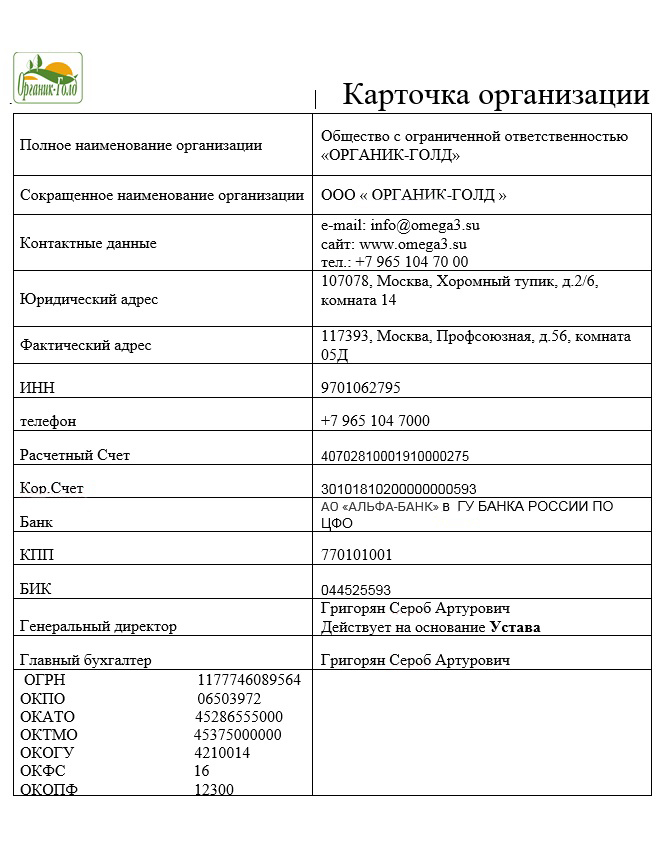 Органик-Голд
Карточка организации
Полное наименование организации
Общество с ограниченной ответственностью
«ОРГАНИК-ГОЛД»
Сокращенное наименование организации
ООО « ОРГАНИК-ГОЛД »
Контактные данные
e-mail: info@omega3.su
сайт: www.omega3.su
тел.: +7 965 104 70 00
Юридический адрес
107078, Москва, Хоромный тупик, д.2/6,
комната 14
Фактический адрес
117393, Москва, Профсоюзная, д.56, комната
05Д
ИНН
9701062795
телефон
+7 965 104 7000
Расчетный Счет
40702810001910000275
Кор.Счет
30101810200000000593
Банк
АО «АЛЬФА-БАНК» в ГУ БАНКА РОССИИ ПО
ЦФО
КПП
770101001
БИК
044525593
Генеральный директор
Григорян Сероб Артурович
Действует на основание Устава
Главный бухгалтер
Григорян Сероб Артурович
ОГРН 1177746089564
ОКПО 06503972
ОКАТО 45286555000
ОКТМО 45375000000
ОКОГУ 4210014
ОКФС 16
ОКОПФ 12300